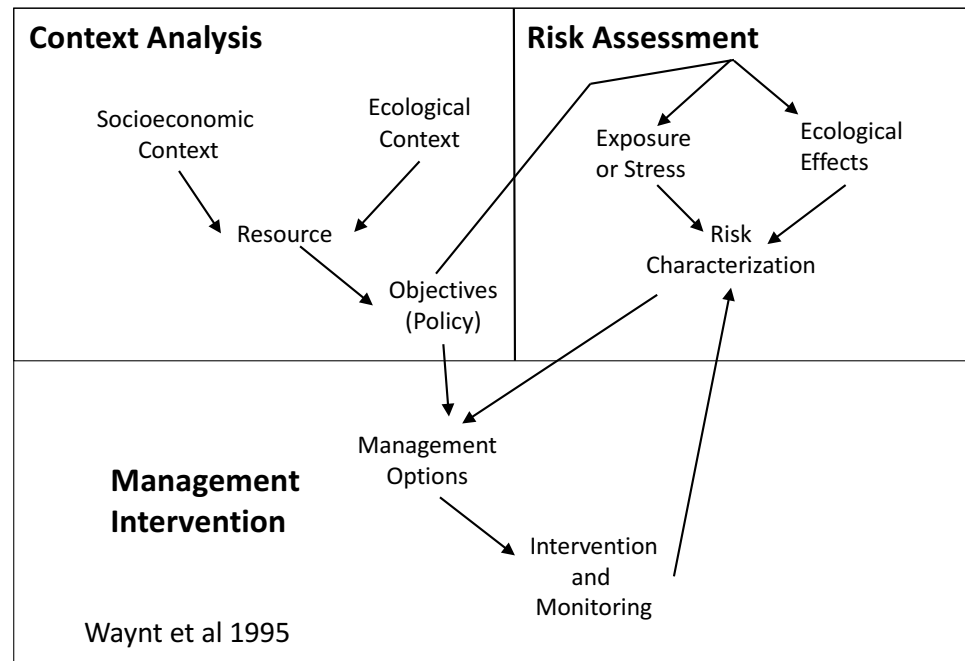 Context Analysis
Socioeconomic
Context
Ecological
Context
Resource
Objectives
(Policy)
Risk Assessment
Exposure
or Stress
Ecological
Effects
Risk
Characterization
Management
Options
Management
Intervention
Intervention
and
Monitoring
Waynt et al 1995